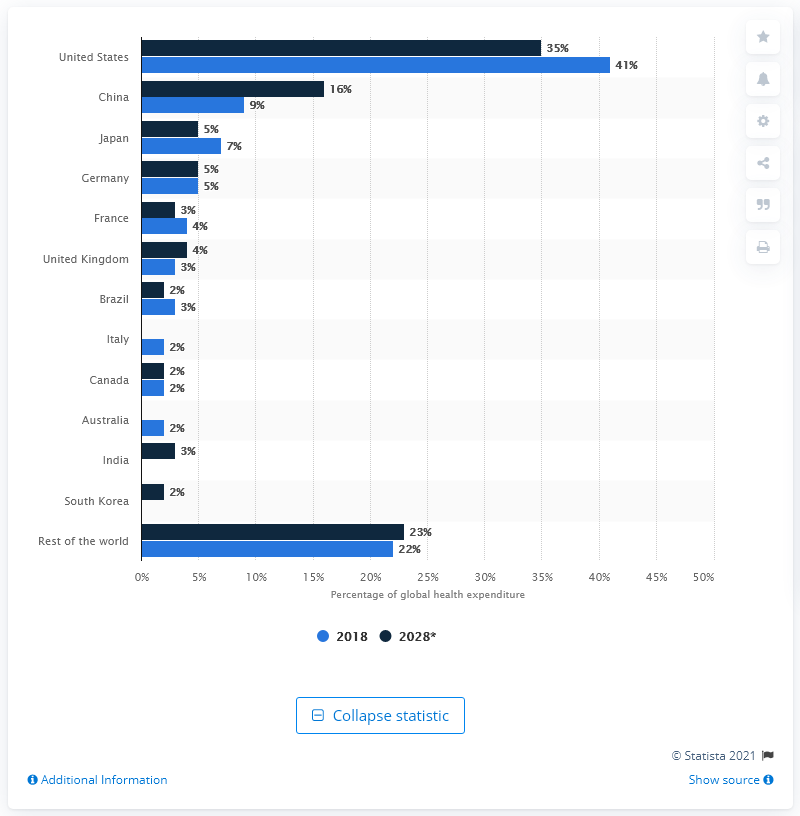 35%
United States
41%
16%
China
9%
5%
Japan
7%
5%
Germany
5%
3%
France
4%
4%
United Kingdom
3%
2%
Brazil
3%
Italy
2%
2%
Canada
2%
Australia
2%
3%
India
2%
South Korea
23%
Rest of the world
22%
0% 5% 10% 15% 20% 25% 30% 35% 40% 45% 50%
Percentage of global health expenditure
2018 2028*
Collapse statistic
© Statista 2021
Additional Information Show source